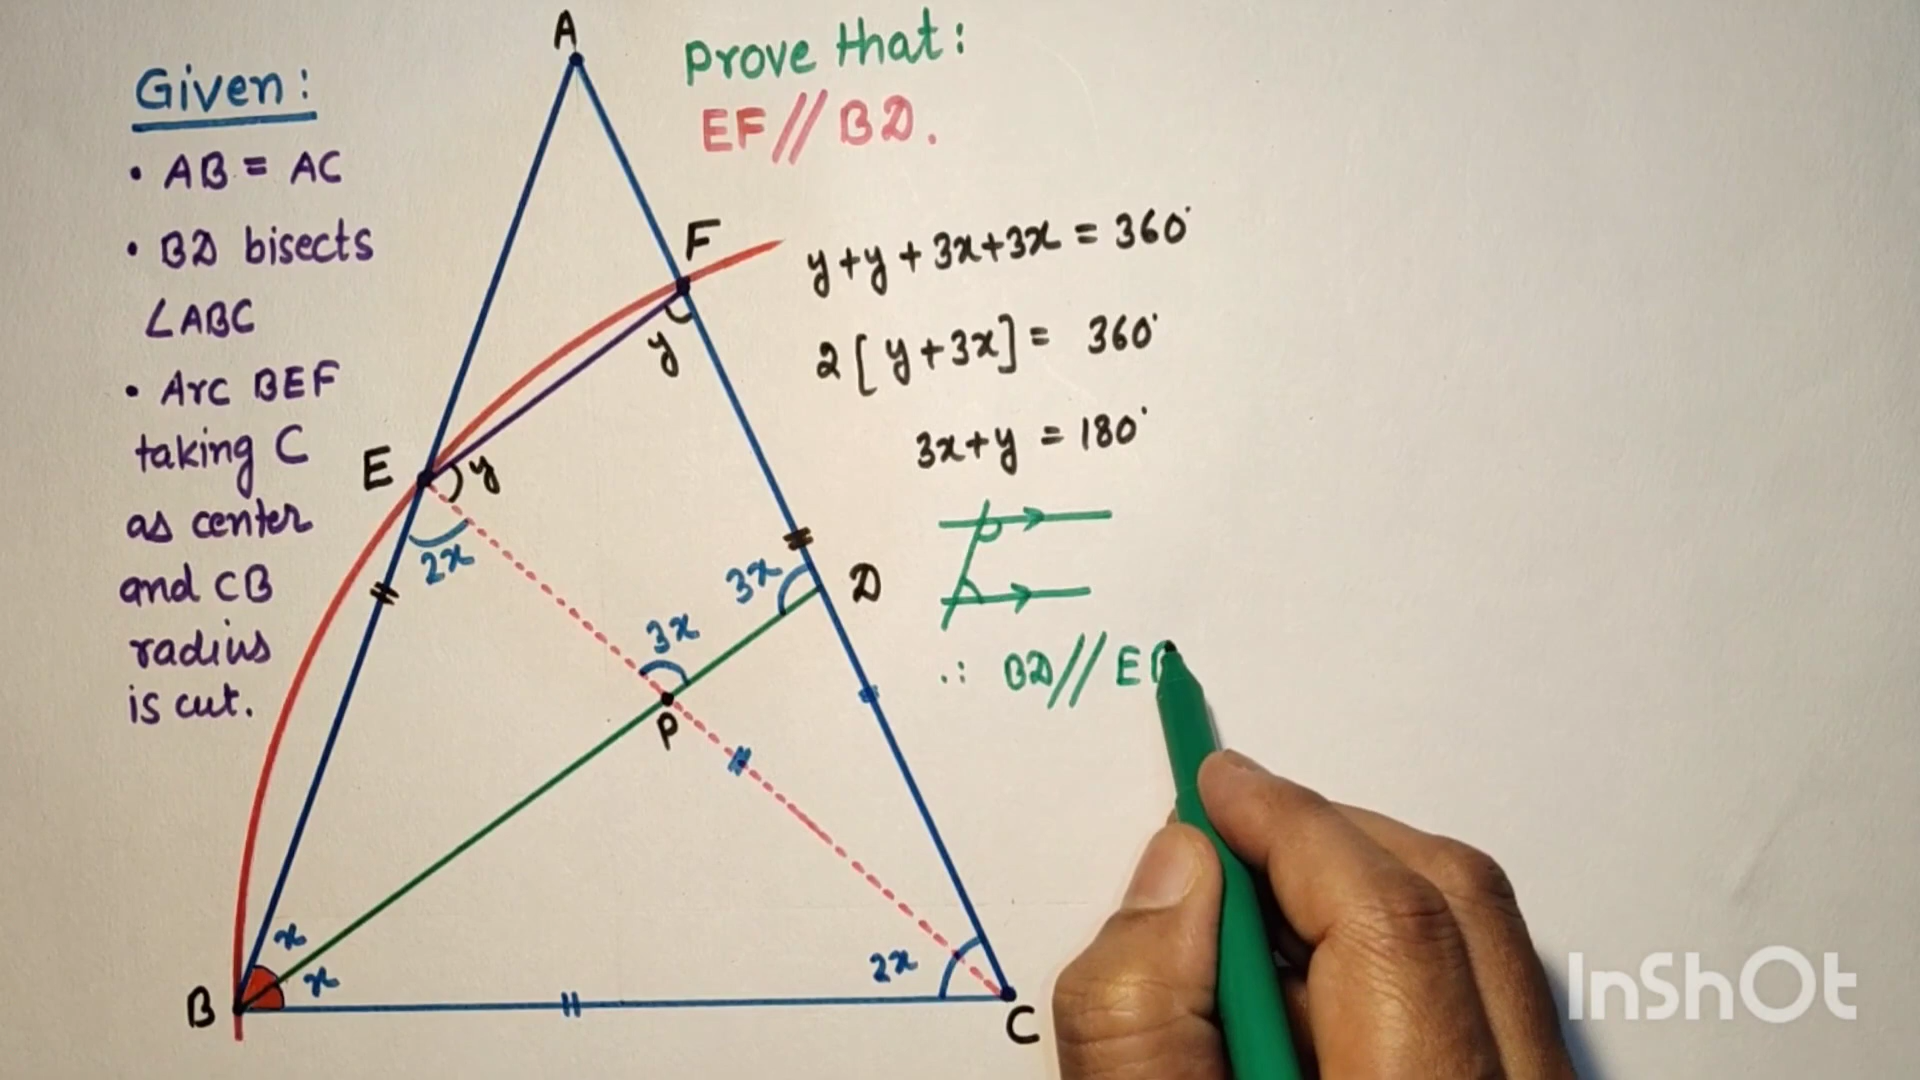 Given:
• AB = AC
• BD bisects
∠ABC
• Arc BEF
taking C
as center
and CB
radius
is cut.
Prove that:
EF // BD.
y+y+3x+3x = 360°
2[y+3x] = 360°
3x+y = 180°
∴ BD // E
A
F
E
y
y
2x
3x
D
3x
P
x
x
2x
B
C
InShOt